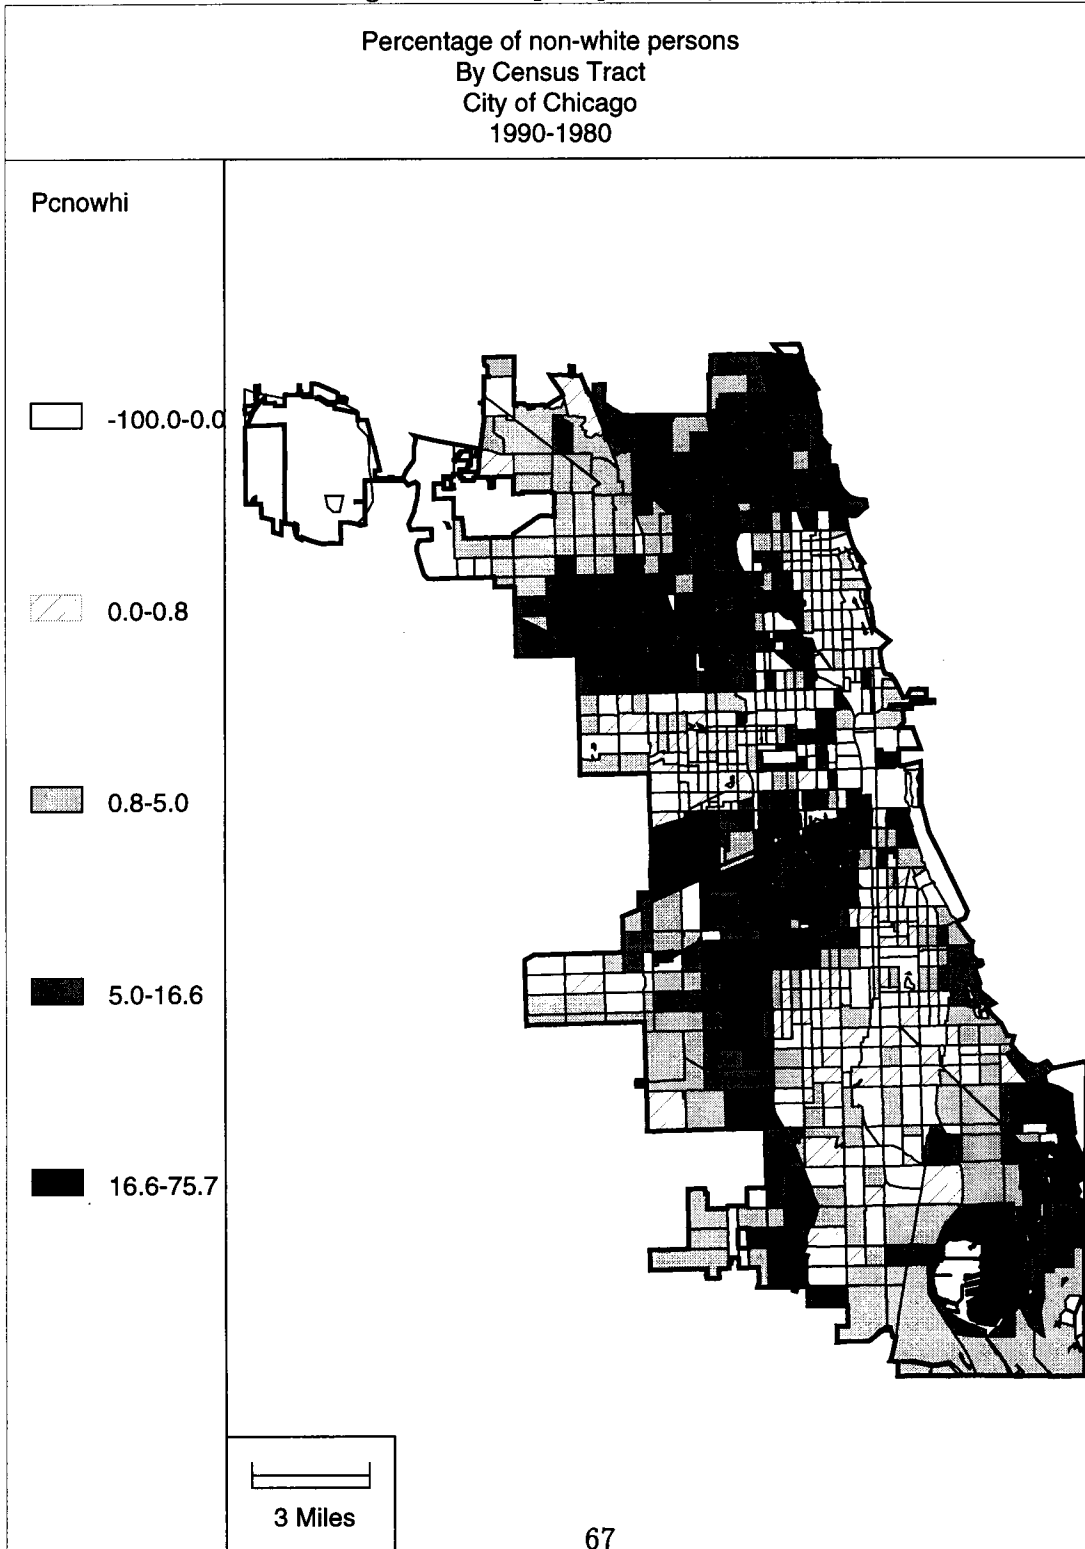 Percentage of non-white persons
By Census Tract
City of Chicago
1990-1980
Pcnowhi
-100.0-0.0
0.0-0.8
0.8-5.0
5.0-16.6
16.6-75.7
3 Miles
67